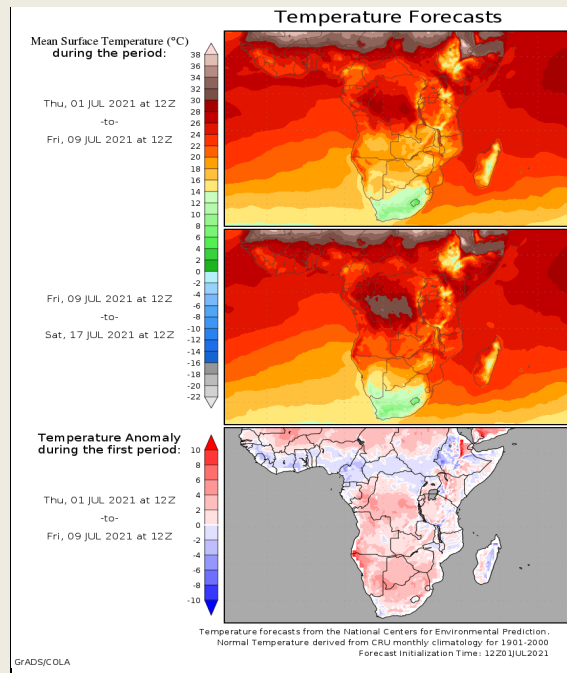 Temperature Forecasts
Mean Surface Temperature (°C)
during the period:
Thu, 01 JUL 2021 at 12Z
-to-
Fri, 09 JUL 2021 at 12Z
38
36
34
32
30
28
26
24
22
20
18
16
14
12
10
8
6
4
2
0
-2
-4
-6
-8
-10
-12
-14
-16
-18
-20
-22
Fri, 09 JUL 2021 at 12Z
-to-
Sat, 17 JUL 2021 at 12Z
Temperature Anomaly
during the first period:
Thu, 01 JUL 2021 at 12Z
-to-
Fri, 09 JUL 2021 at 12Z
10
8
6
4
2
0
-2
-4
-6
-8
-10
Temperature forecasts from the National Centers for Environmental Prediction.
Normal Temperature derived from CRU monthly climatology for 1901-2000
Forecast Initialization Time: 12Z01JUL2021
GrADS/COLA